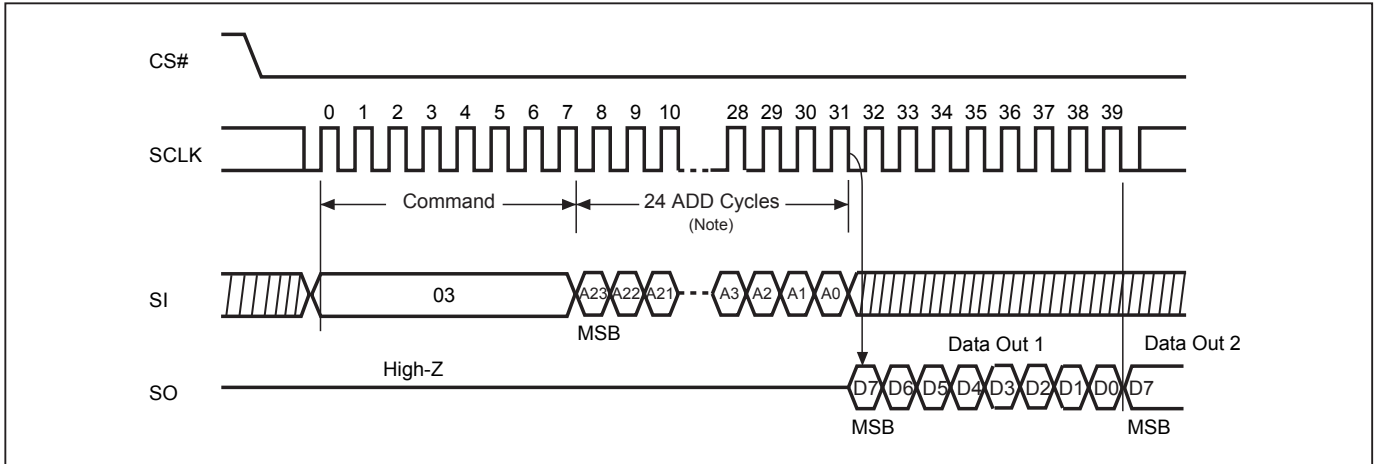 CS#
0 1 2 3 4 5 6 7 8 9 10 28 29 30 31 32 33 34 35 36 37 38 39
SCLK
Command 24 ADD Cycles
(Note)
SI 03 A23 A22 A21 A3 A2 A1 A0
MSB
Data Out 1 Data Out 2
High-Z
SO D7 D6 D5 D4 D3 D2 D1 D0 D7
MSB MSB